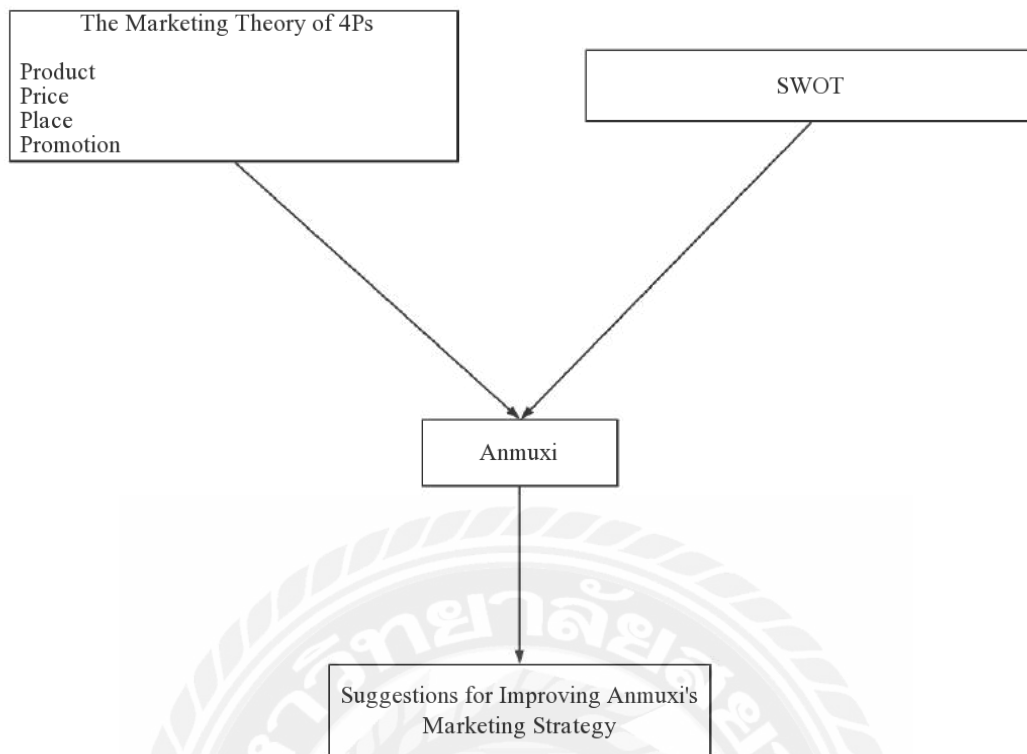 The Marketing Theory of 4Ps
Product
Price
Place
Promotion
SWOT
Anmuxi
Suggestions for Improving Anmuxi's
Marketing Strategy